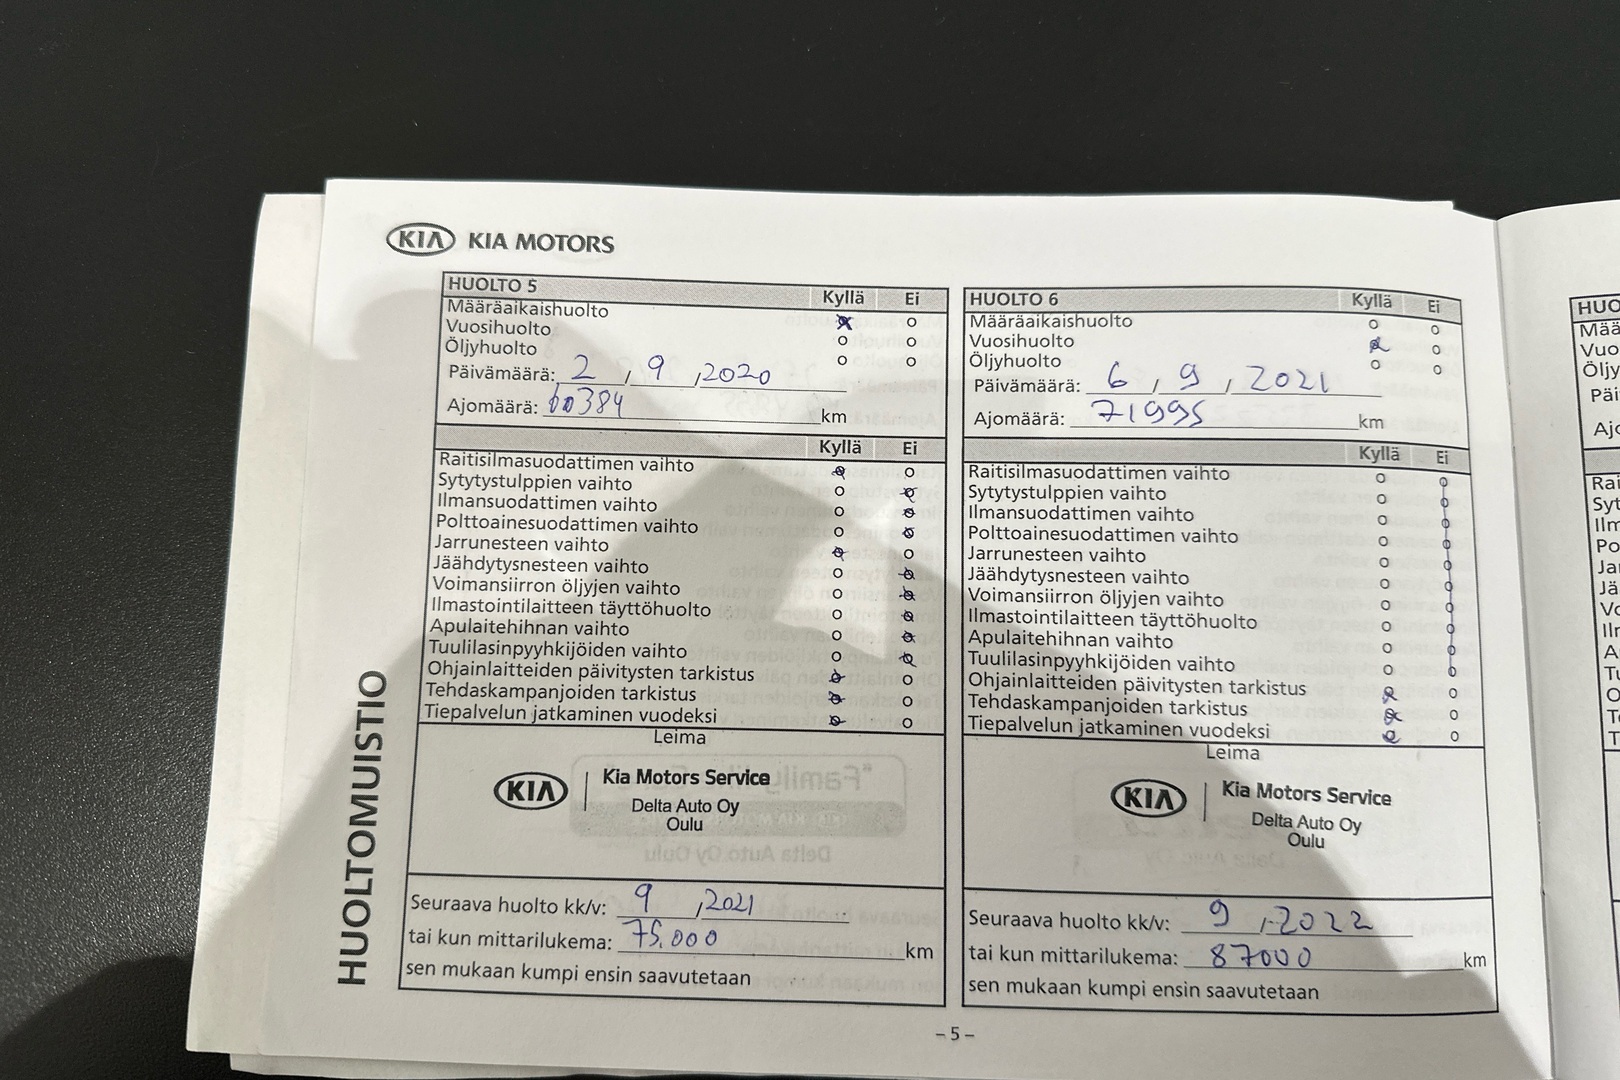 KIA KIA MOTORS
HUOLTOMUISTIO
HUOLTO 5 Kyllä Ei
Määräaikaishuolto
Vuosihuolto
Öljyhuolto
Päivämäärä: 2 / 9 , 2020
Ajomäärä: 60384 km
Kyllä Ei
Raitisilmasuodattimen vaihto
Sytytystulppien vaihto
Ilmansuodattimen vaihto
Polttoainesuodattimen vaihto
Jarrunesteen vaihto
Jäähdytysnesteen vaihto
Voimansiirron öljyjen vaihto
Ilmastointilaitteen täyttöhuolto
Apulaitehihnan vaihto
Tuulilasinpyyhkijöiden vaihto
Ohjainlaitteiden päivitysten tarkistus
Tehdaskampanjoiden tarkistus
Tiepalvelun jatkaminen vuodeksi
Leima
KIA Kia Motors Service
Delta Auto Oy
Oulu
Seuraava huolto kk/v: 9 , 2021
tai kun mittarilukema: 75.000 km
sen mukaan kumpi ensin saavutetaan
HUOLTO 6 Kyllä Ei
Määräaikaishuolto
Vuosihuolto
Öljyhuolto
Päivämäärä: 6 , 9 , 2021
Ajomäärä: 71995 km
Kyllä Ei
Raitisilmasuodattimen vaihto
Sytytystulppien vaihto
Ilmansuodattimen vaihto
Polttoainesuodattimen vaihto
Jarrunesteen vaihto
Jäähdytysnesteen vaihto
Voimansiirron öljyjen vaihto
Ilmastointilaitteen täyttöhuolto
Apulaitehihnan vaihto
Tuulilasinpyyhkijöiden vaihto
Ohjainlaitteiden päivitysten tarkistus
Tehdaskampanjoiden tarkistus
Tiepalvelun jatkaminen vuodeksi
Leima
KIA Kia Motors Service
Delta Auto Oy
Oulu
Seuraava huolto kk/v: 9 , 2022
tai kun mittarilukema: 87000 km
sen mukaan kumpi ensin saavutetaan
– 5 –